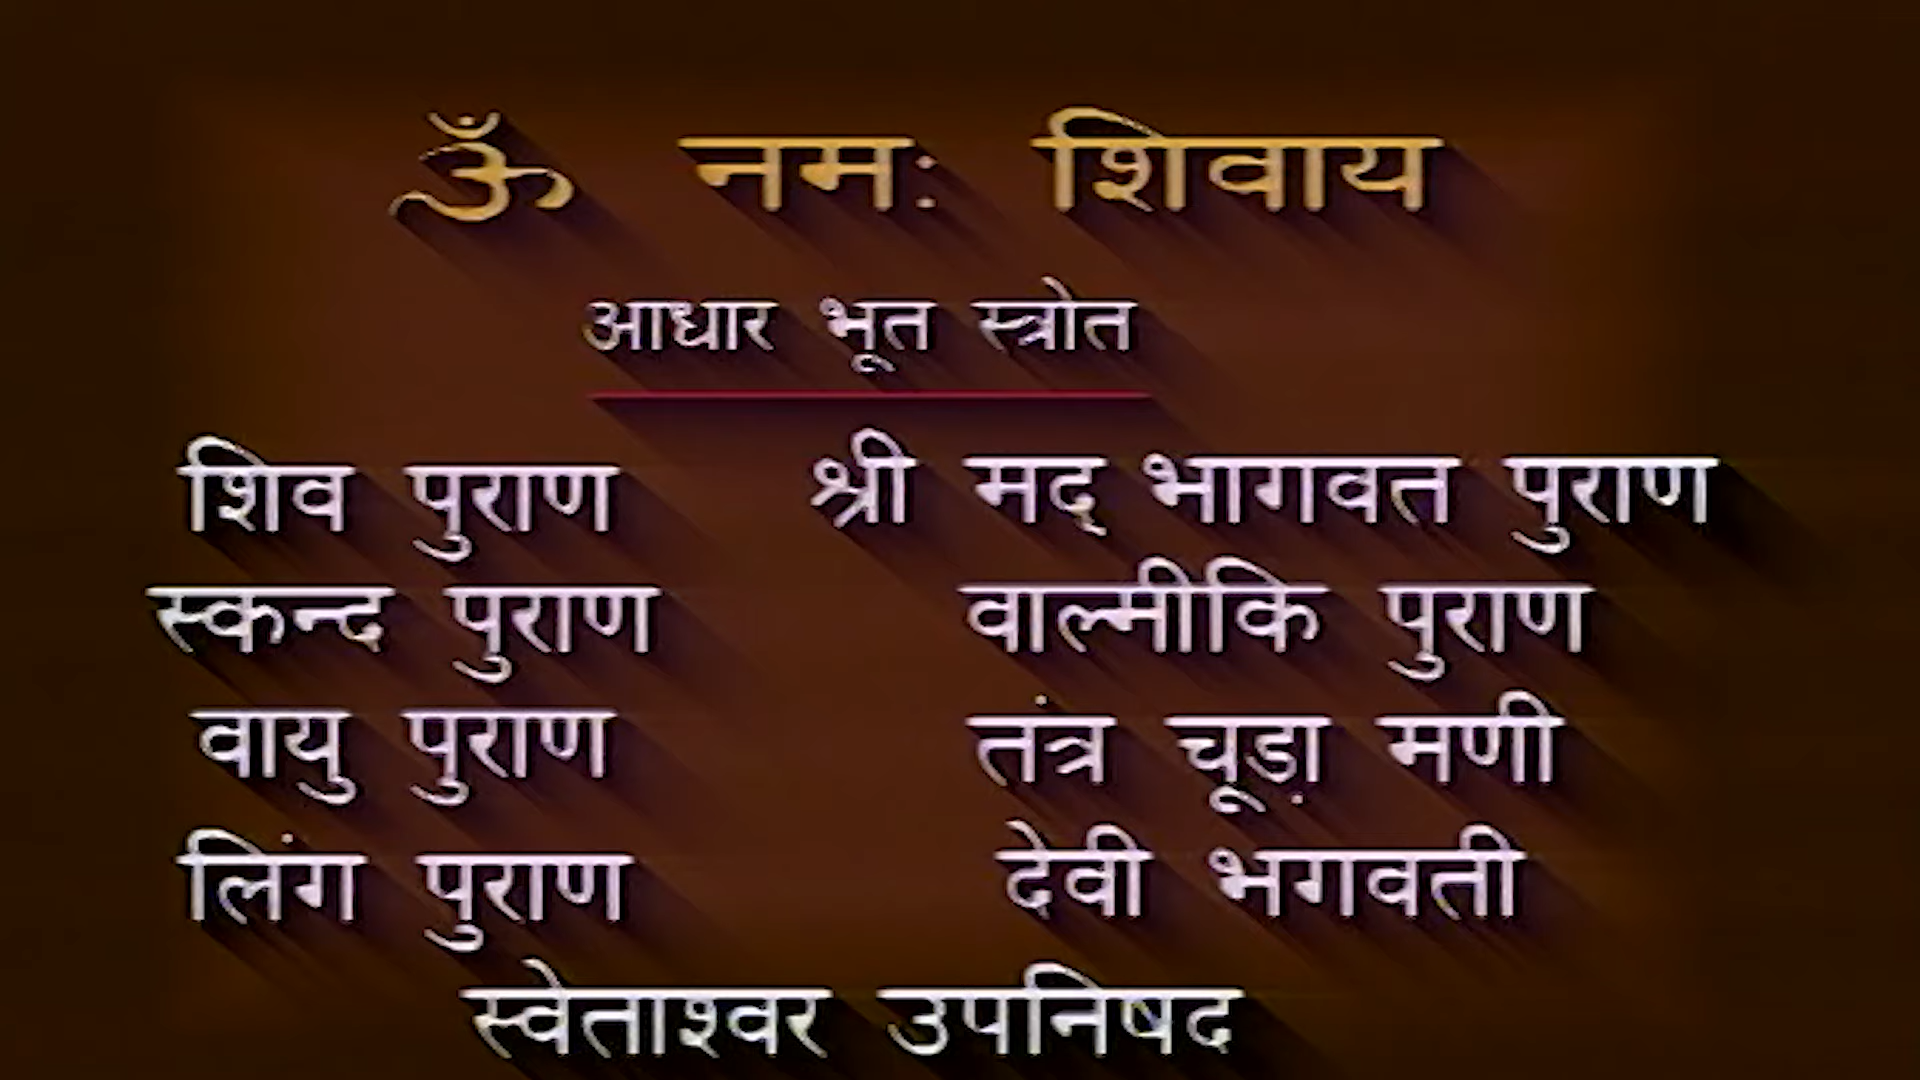 ॐ नमः शिवाय
आधार भूत स्त्रोत
शिव पुराण श्री मद् भागवत पुराण
स्कन्द पुराण वाल्मीकि पुराण
वायु पुराण तंत्र चूड़ा मणी
लिंग पुराण देवी भगवती
स्वेताश्वर उपनिषद